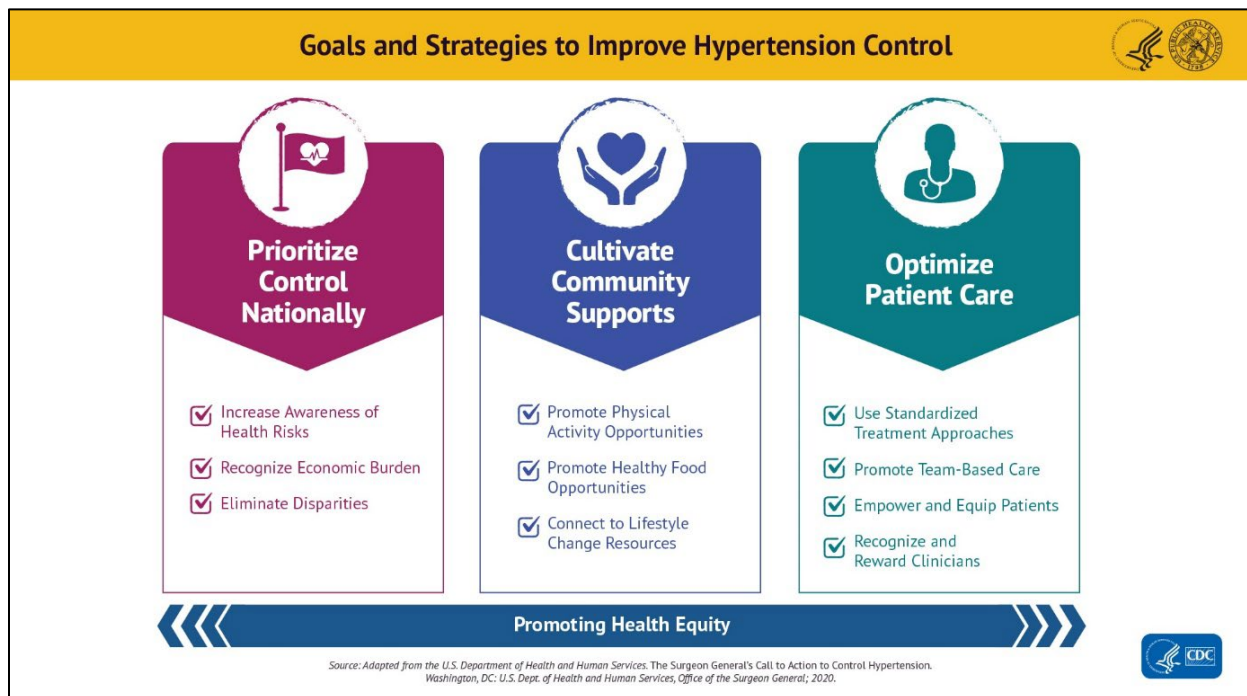 Goals and Strategies to Improve Hypertension Control
Prioritize
Control
Nationally
Increase Awareness of
Health Risks
Recognize Economic Burden
Eliminate Disparities
Cultivate
Community
Supports
Promote Physical
Activity Opportunities
Promote Healthy Food
Opportunities
Connect to Lifestyle
Change Resources
Optimize
Patient Care
Use Standardized
Treatment Approaches
Promote Team-Based Care
Empower and Equip Patients
Recognize and
Reward Clinicians
Promoting Health Equity
Source: Adapted from the U.S. Department of Health and Human Services. The Surgeon General's Call to Action to Control Hypertension.
Washington, DC: U.S. Dept. of Health and Human Services, Office of the Surgeon General; 2020.
CDC